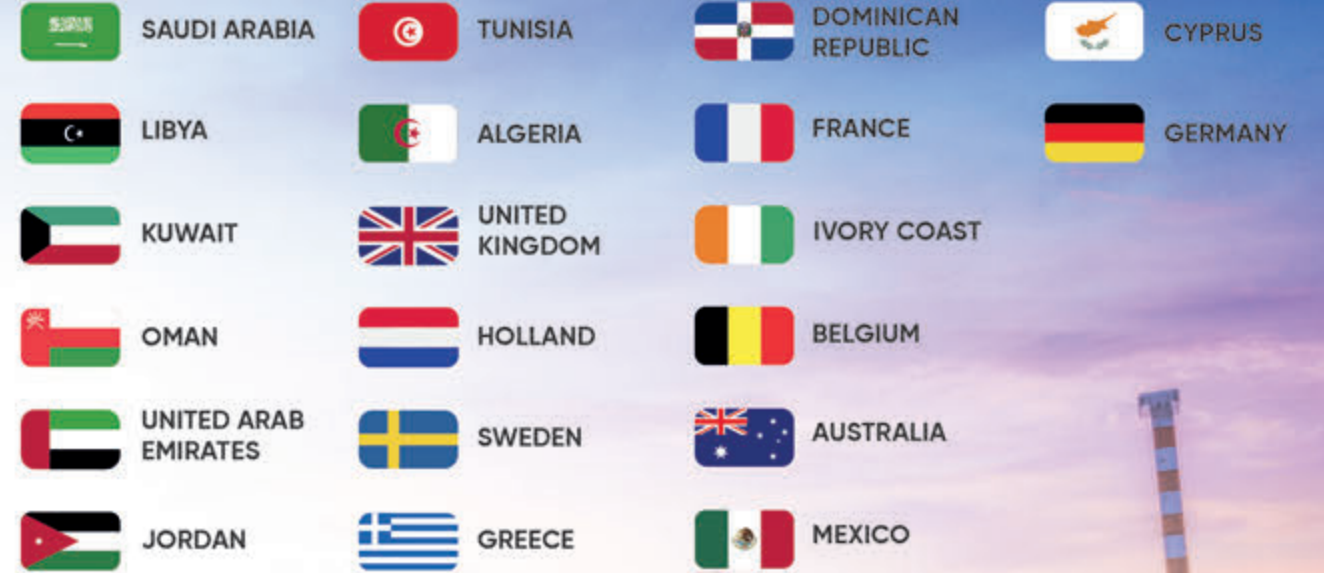 SAUDI ARABIA
LIBYA
KUWAIT
OMAN
UNITED ARAB
EMIRATES
JORDAN
TUNISIA
ALGERIA
UNITED
KINGDOM
HOLLAND
SWEDEN
GREECE
DOMINICAN
REPUBLIC
FRANCE
IVORY COAST
BELGIUM
AUSTRALIA
MEXICO
CYPRUS
GERMANY